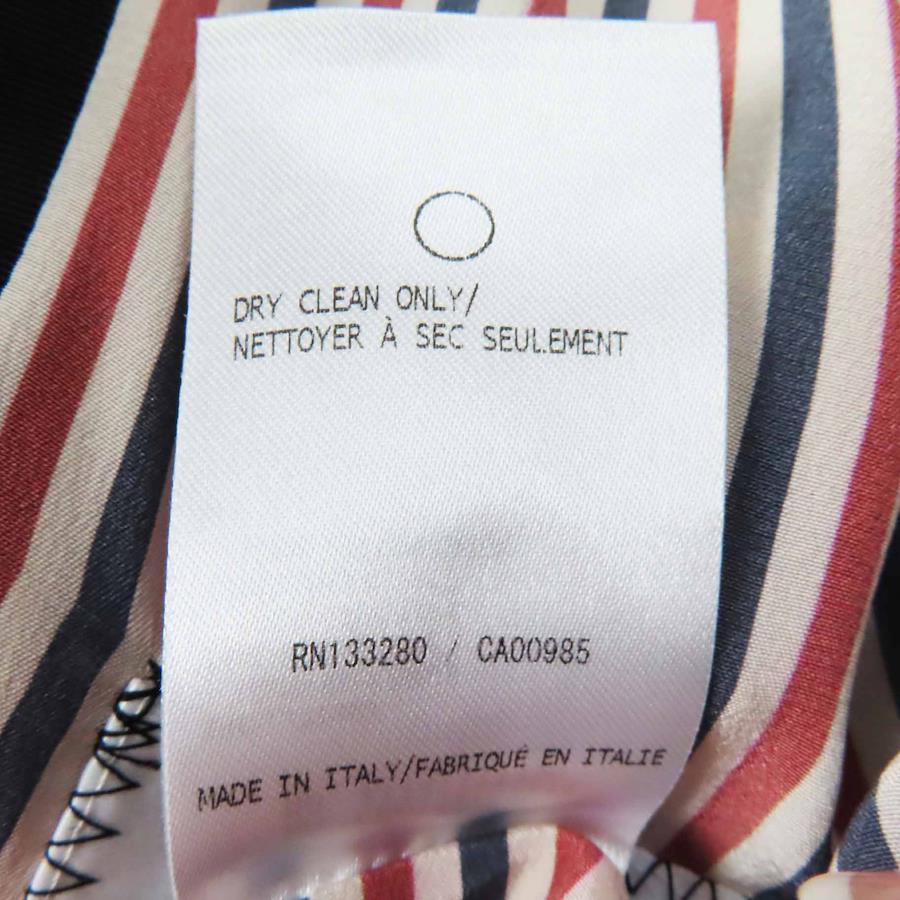 DRY CLEAN ONLY/
NETTOYER À SEC SEULEMENT
RN133280 / CA00985
MADE IN ITALY/FABRIQUÉ EN ITALIE